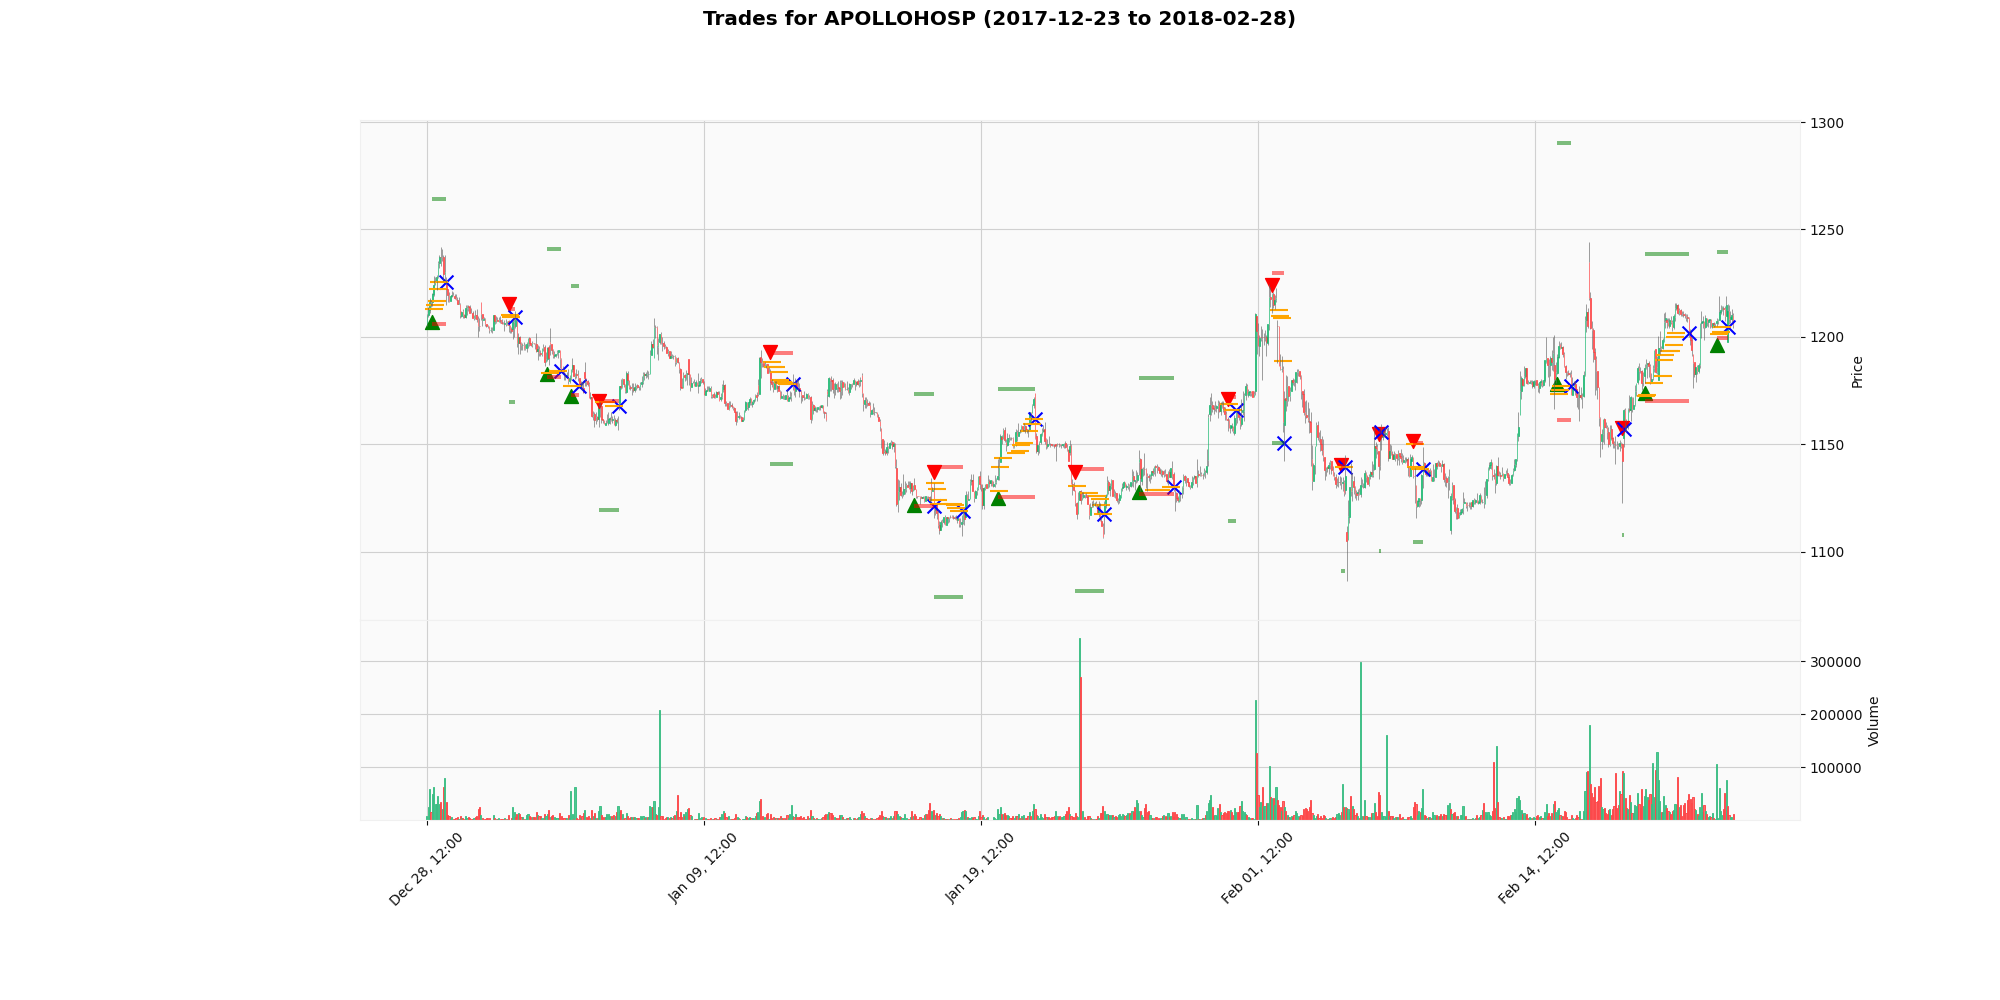 Trades for APOLLOHOSP (2017-12-23 to 2018-02-28)
1300
1250
1200
1150
1100
Price
300000
200000
100000
Volume
Dec 28, 12:00
Jan 09, 12:00
Jan 19, 12:00
Feb 01, 12:00
Feb 14, 12:00